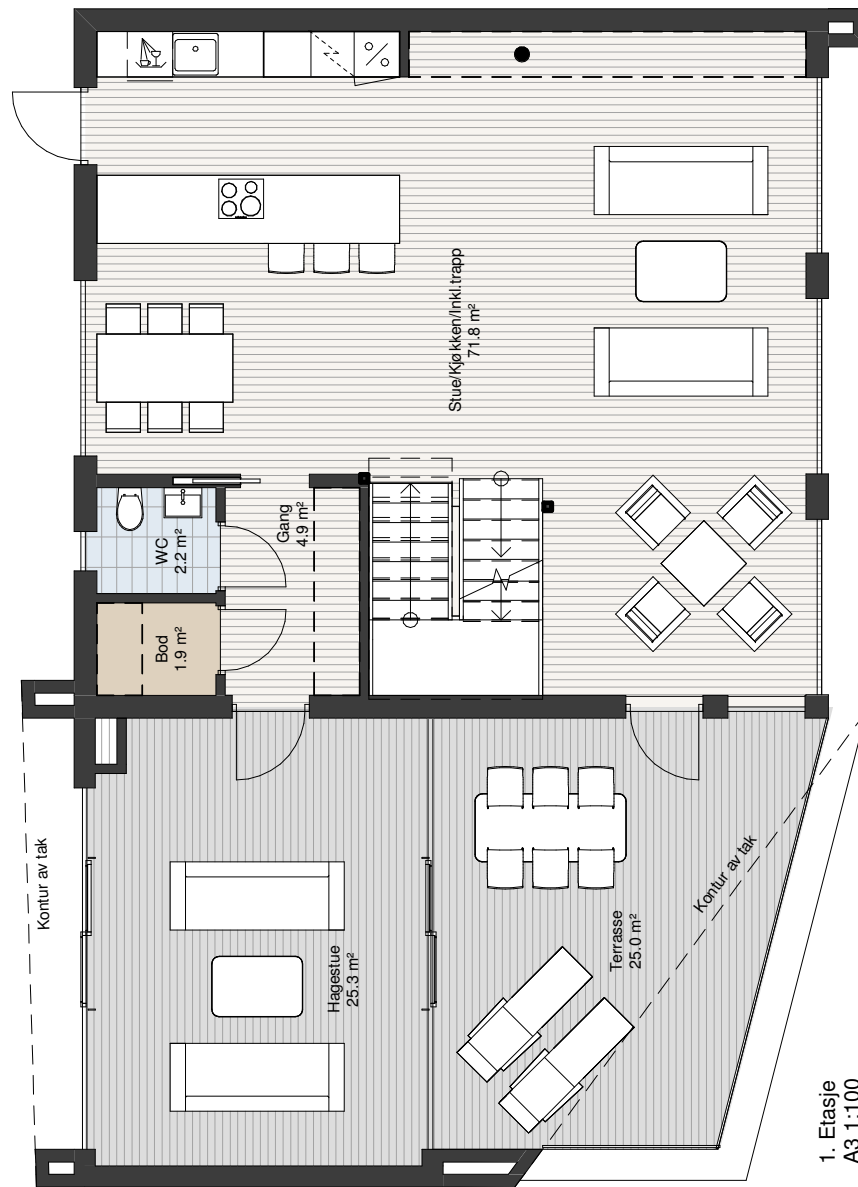 Stue/Kjøkken/Inkl.trapp
71.8 m²
WC
2.2 m²
Gang
4.9 m²
Bod
1.9 m²
Kontur av tak
Hagestue
25.3 m²
Terrasse
25.0 m²
Kontur av tak
1. Etasje
A3 1:100